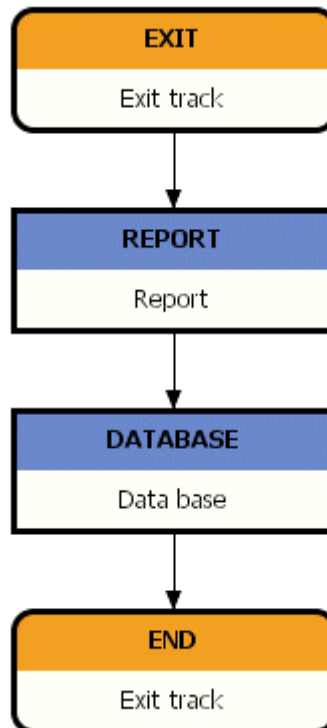 EXIT
Exit track
REPORT
Report
DATABASE
Data base
END
Exit track